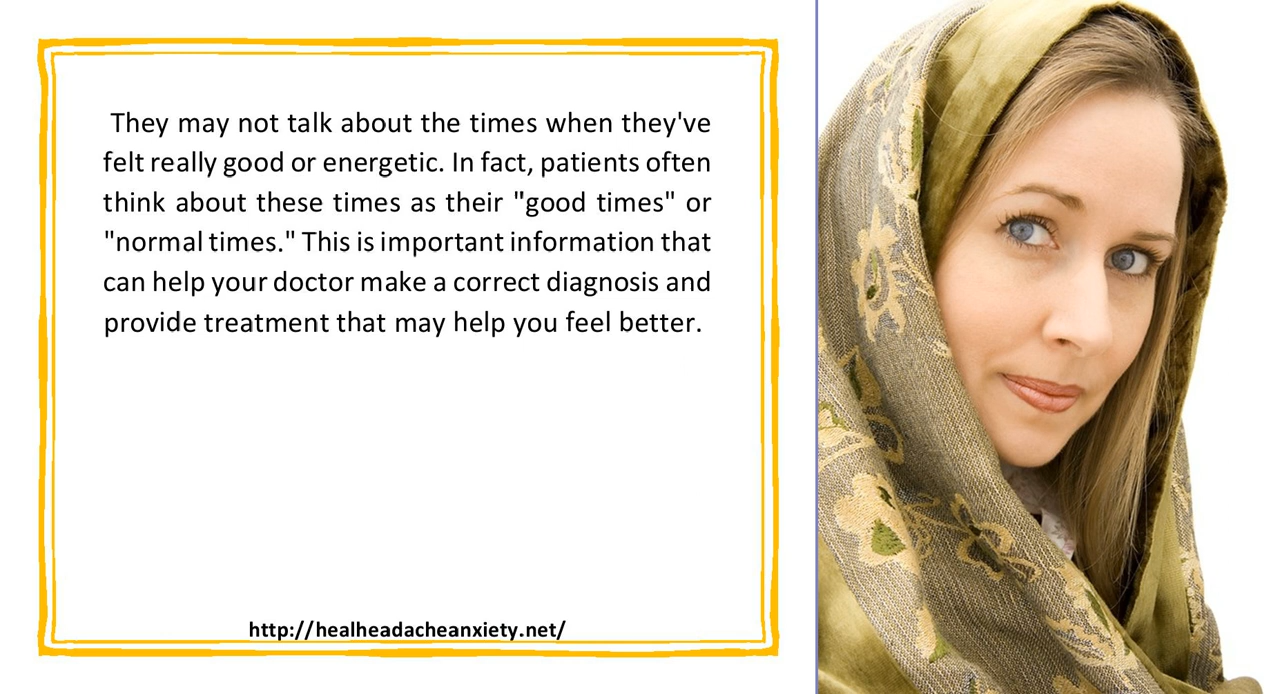 They may not talk about the times when they've
felt really good or energetic. In fact, patients often
think about these times as their "good times" or
"normal times." This is important information that
can help your doctor make a correct diagnosis and
provide treatment that may help you feel better.
http://healheadacheanxiety.net/